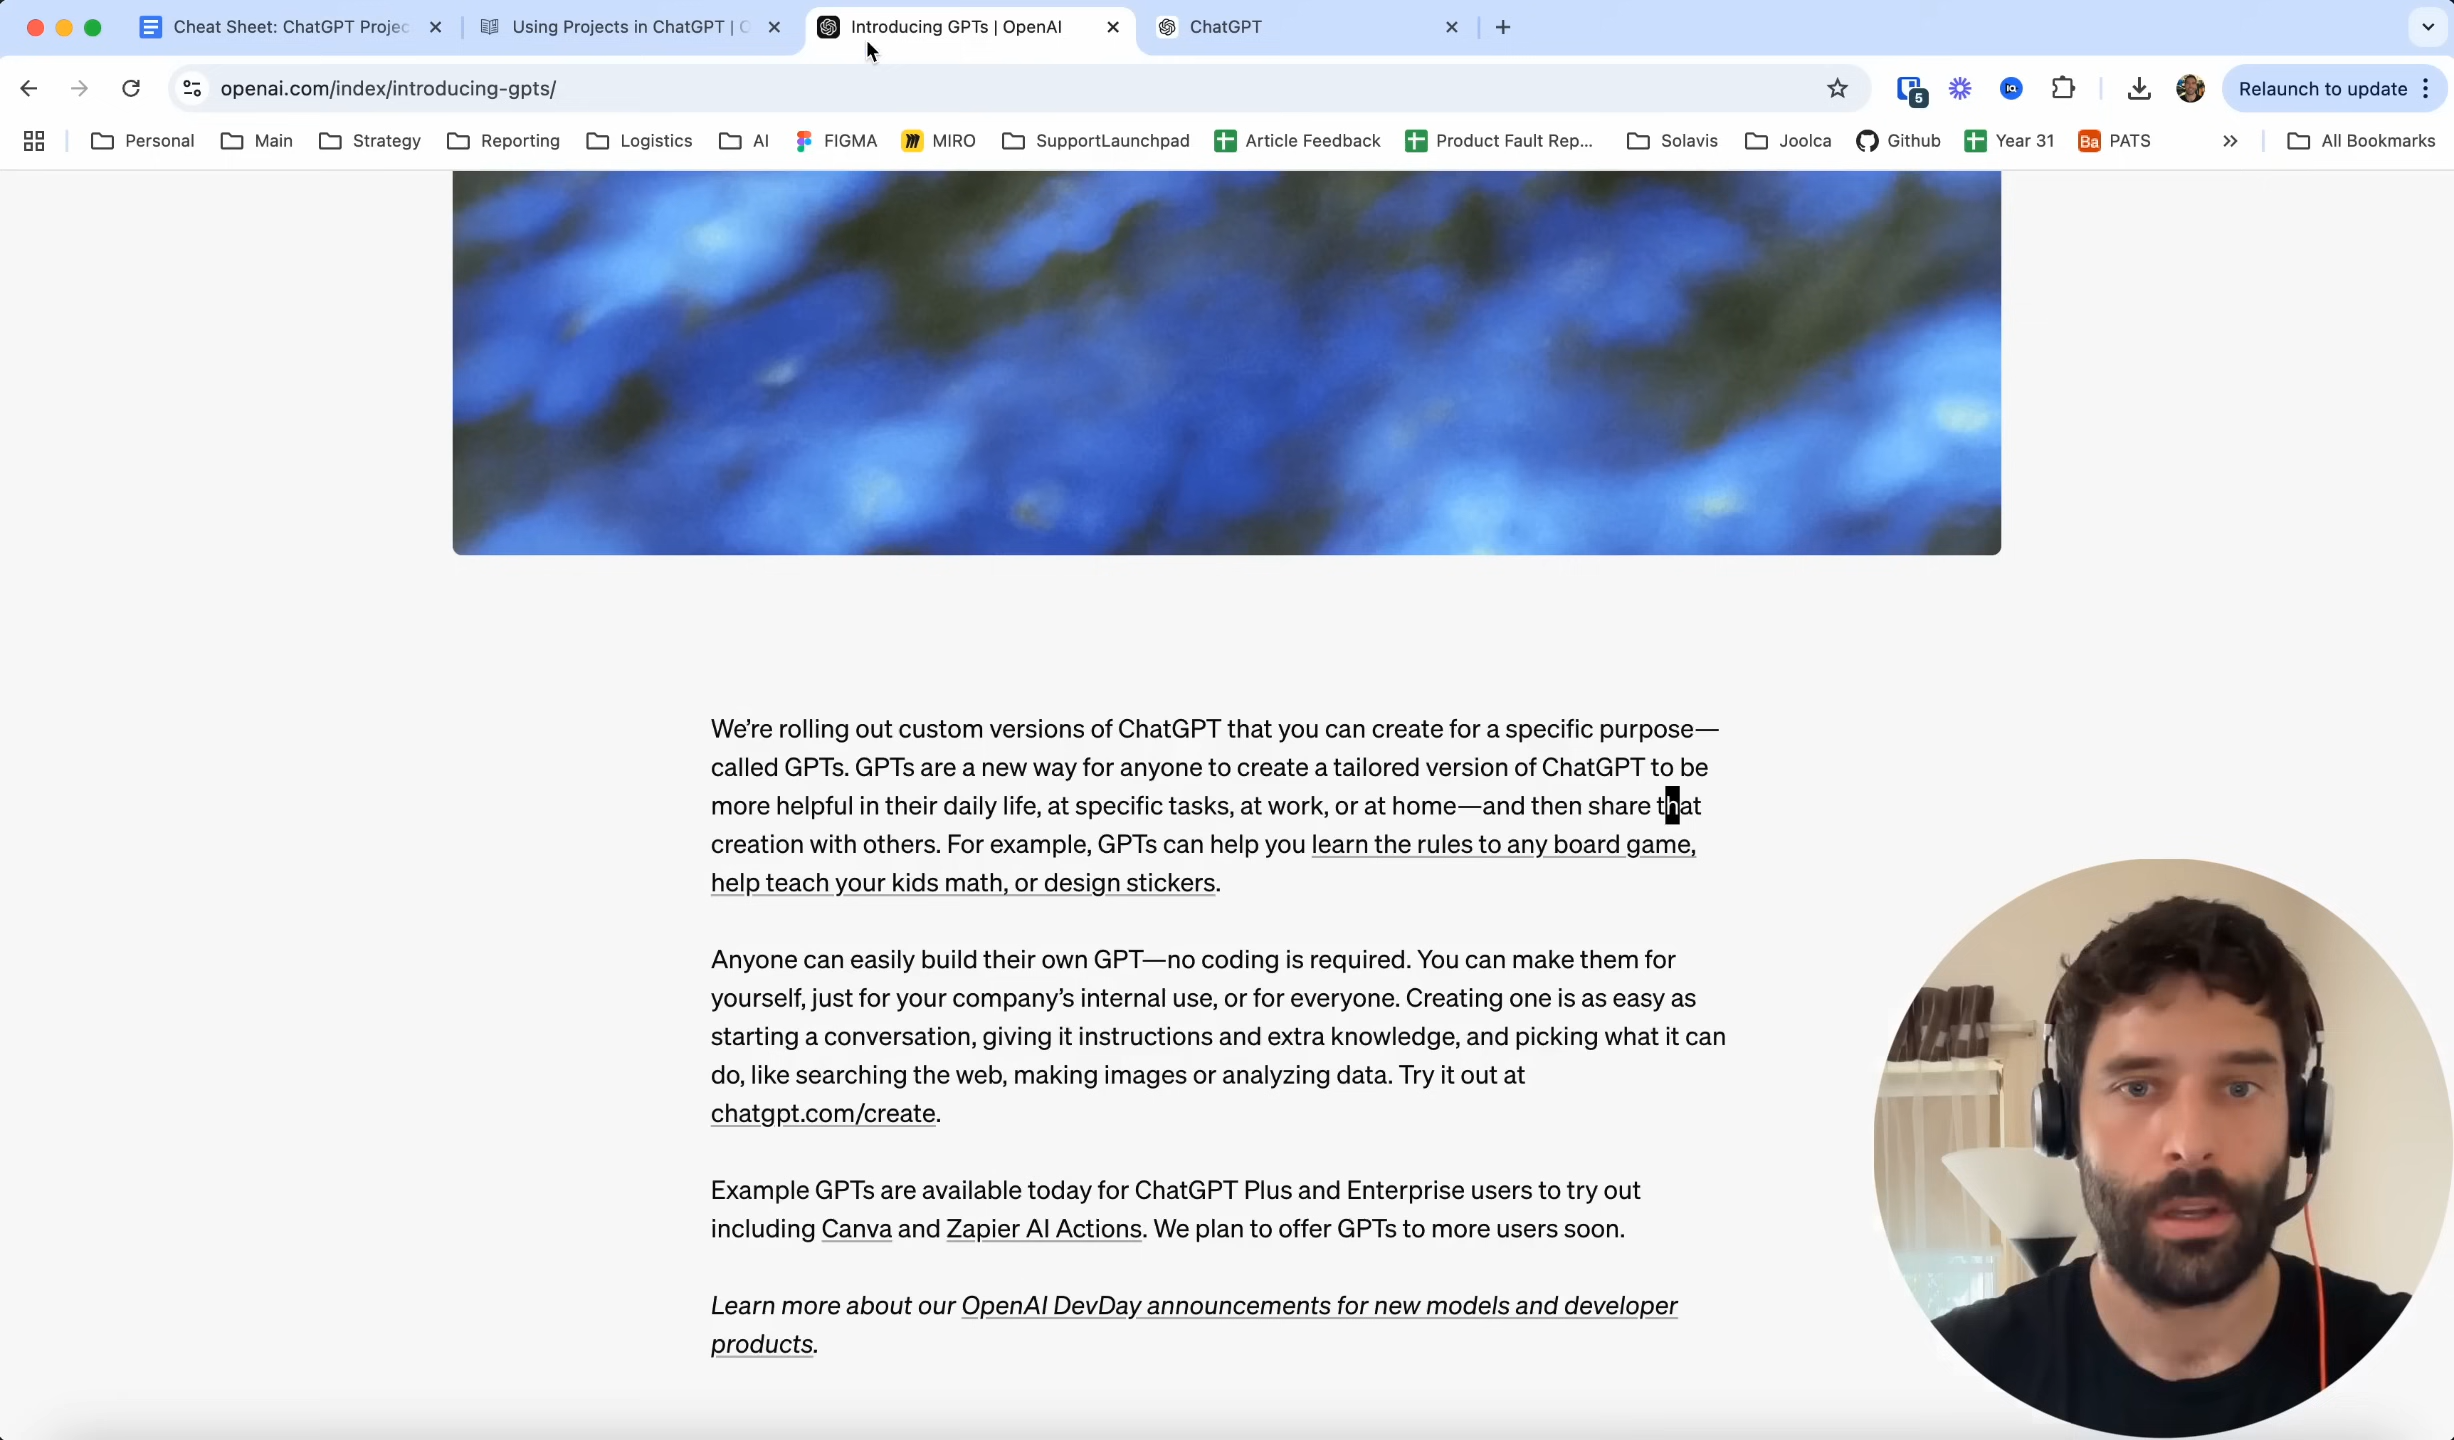 Cheat Sheet: ChatGPT Projec
Using Projects in ChatGPT | O
Introducing GPTs | OpenAI
ChatGPT
openai.com/index/introducing-gpts/
5
IQ
Relaunch to update
Personal
Main
Strategy
Reporting
Logistics
AI
FIGMA
MIRO
SupportLaunchpad
Article Feedback
Product Fault Rep...
Solavis
Joolca
Github
Year 31
Ba
PATS
All Bookmarks
We’re rolling out custom versions of ChatGPT that you can create for a specific purpose—
called GPTs. GPTs are a new way for anyone to create a tailored version of ChatGPT to be
more helpful in their daily life, at specific tasks, at work, or at home—and then share that
creation with others. For example, GPTs can help you learn the rules to any board game,
help teach your kids math, or design stickers.
Anyone can easily build their own GPT—no coding is required. You can make them for
yourself, just for your company’s internal use, or for everyone. Creating one is as easy as
starting a conversation, giving it instructions and extra knowledge, and picking what it can
do, like searching the web, making images or analyzing data. Try it out at
chatgpt.com/create.
Example GPTs are available today for ChatGPT Plus and Enterprise users to try out
including Canva and Zapier AI Actions. We plan to offer GPTs to more users soon.
Learn more about our OpenAI DevDay announcements for new models and developer
products.